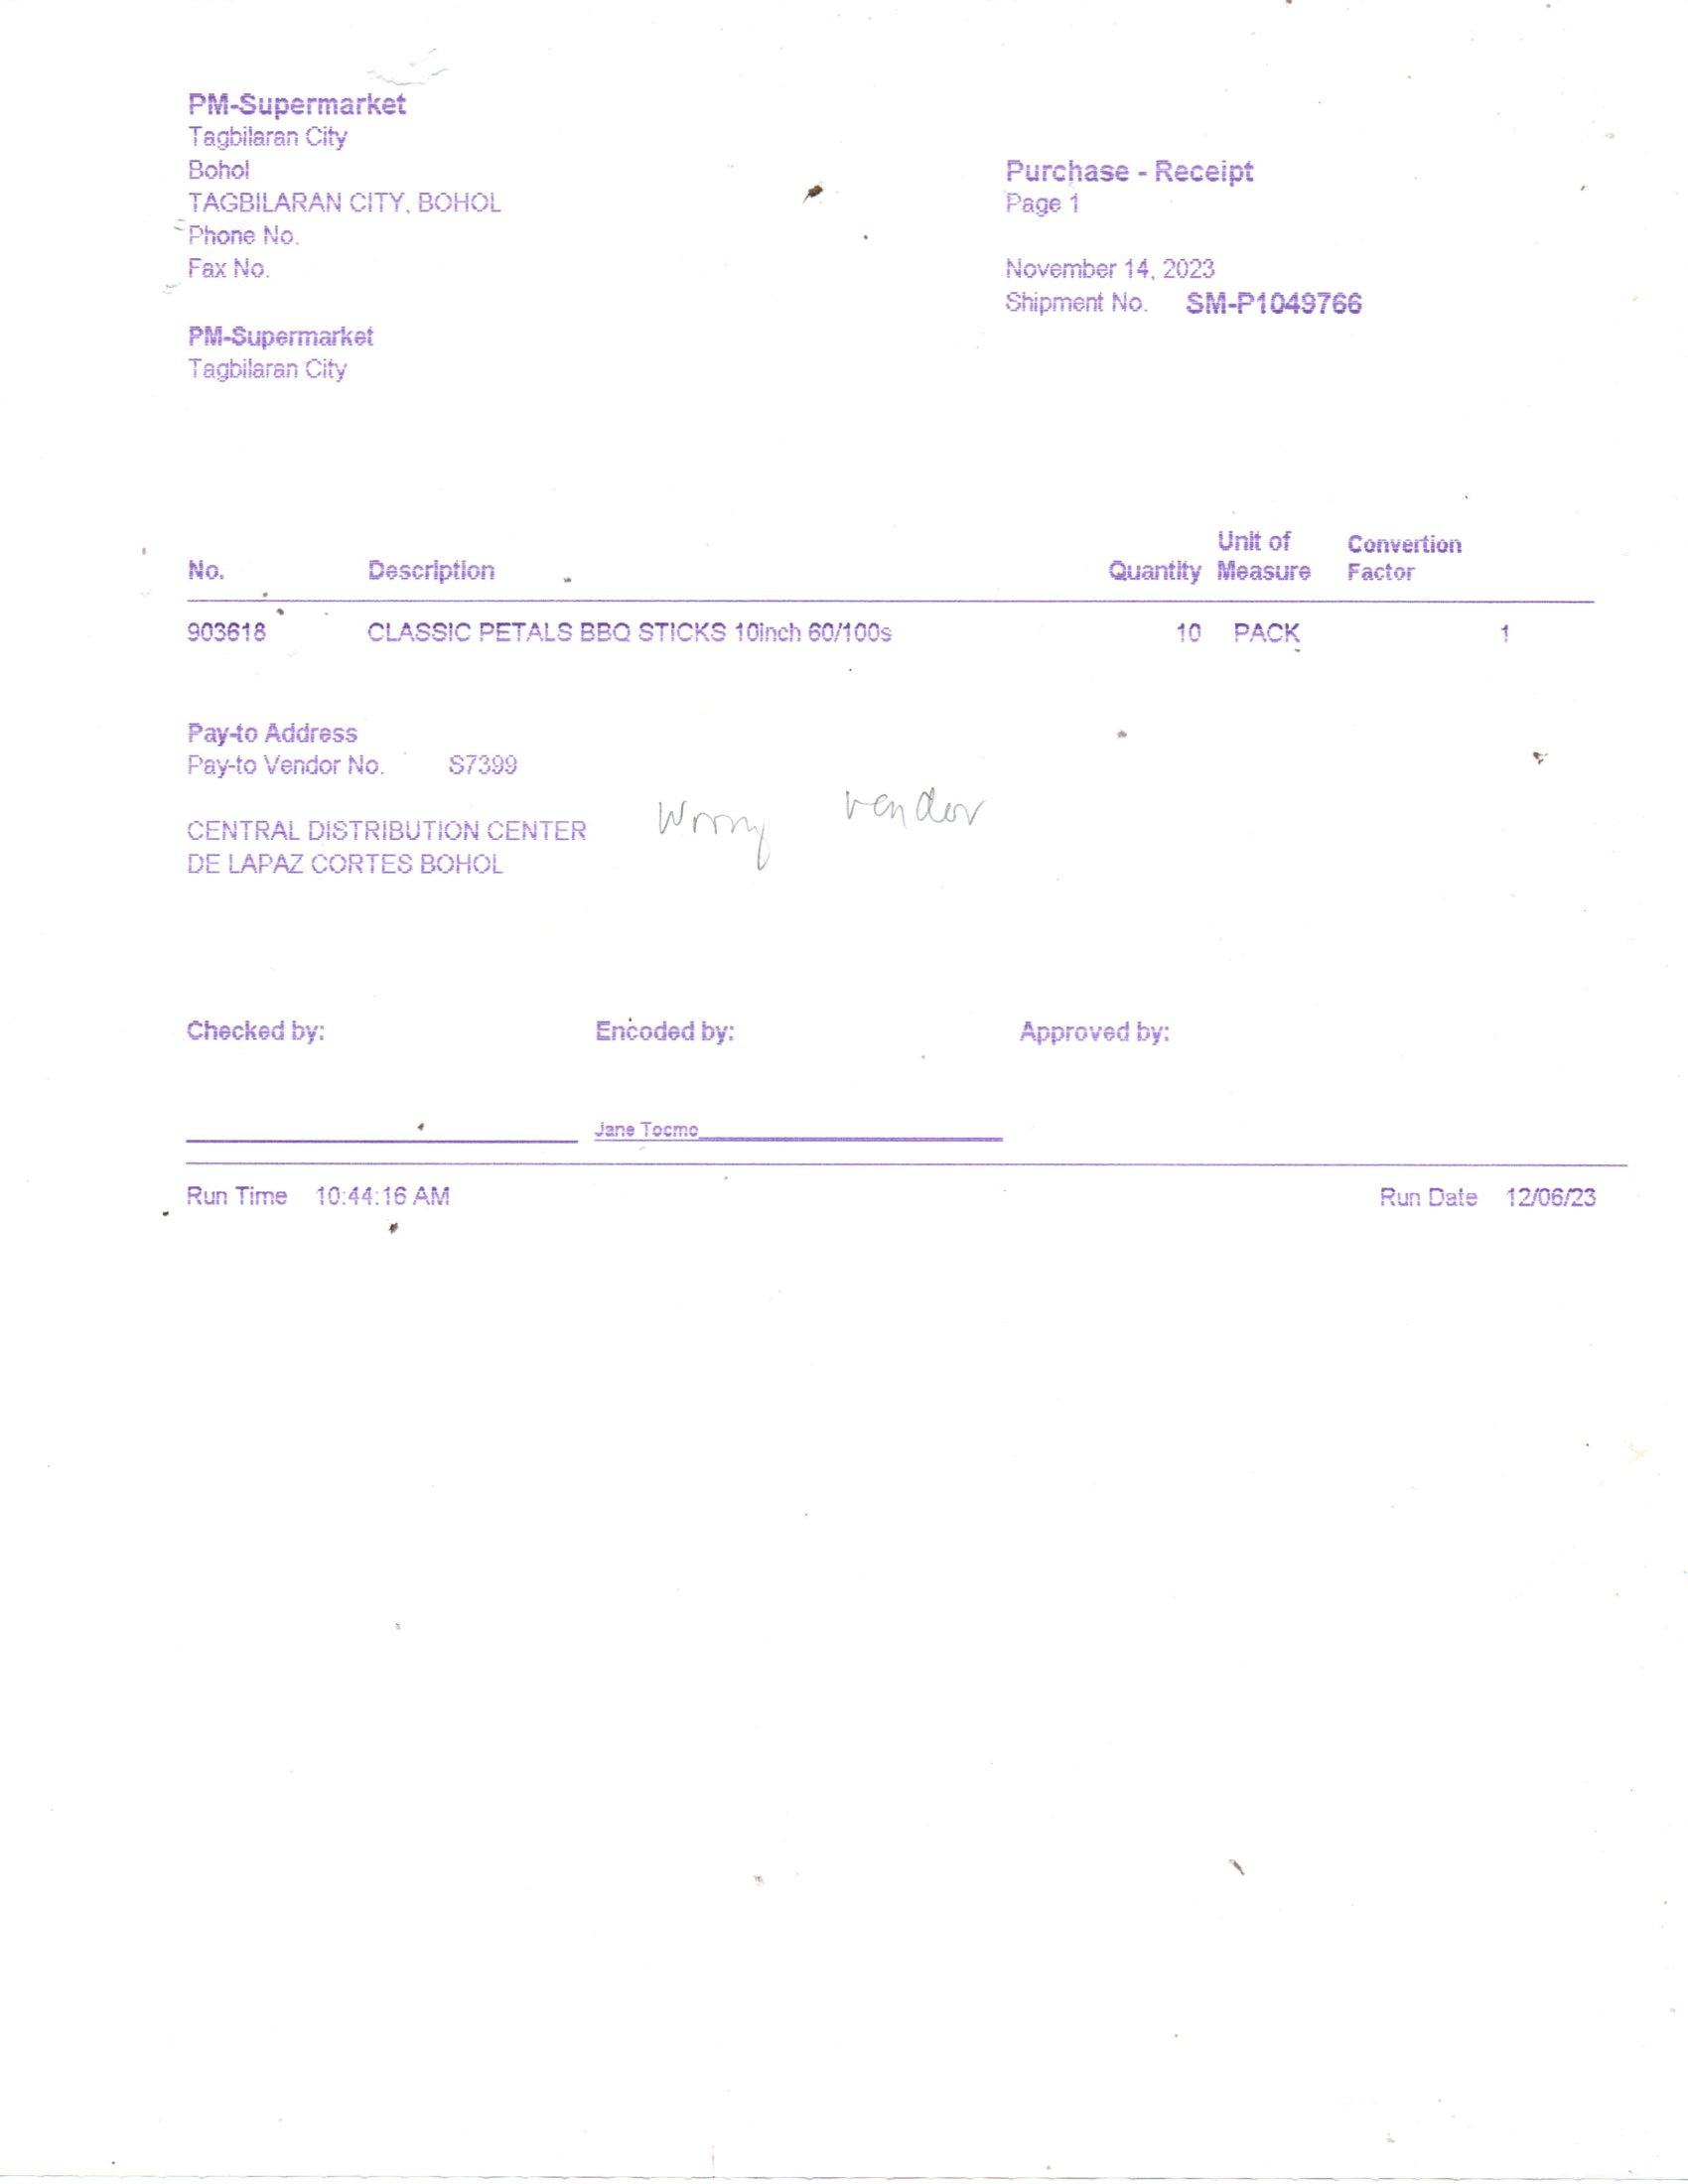 PM-Supermarket
Tagbilaran City
Bohol
TAGBILARAN CITY, BOHOL
Phone No.
Fax No.
Purchase - Receipt
Page 1
November 14, 2023
Shipment No. SM-P1049766
PM-Supermarket
Tagbilaran City
No. Description Quantity Unit of Measure Convertion Factor
903618 CLASSIC PETALS BBQ STICKS 10inch 60/100s 10 PACK 1
Pay-to Address
Pay-to Vendor No. S7399
CENTRAL DISTRIBUTION CENTER
DE LAPAZ CORTES BOHOL
Wrong vendor
Checked by: Encoded by: Approved by:
Jane Tocmo
Run Time 10:44:16 AM Run Date 12/06/23